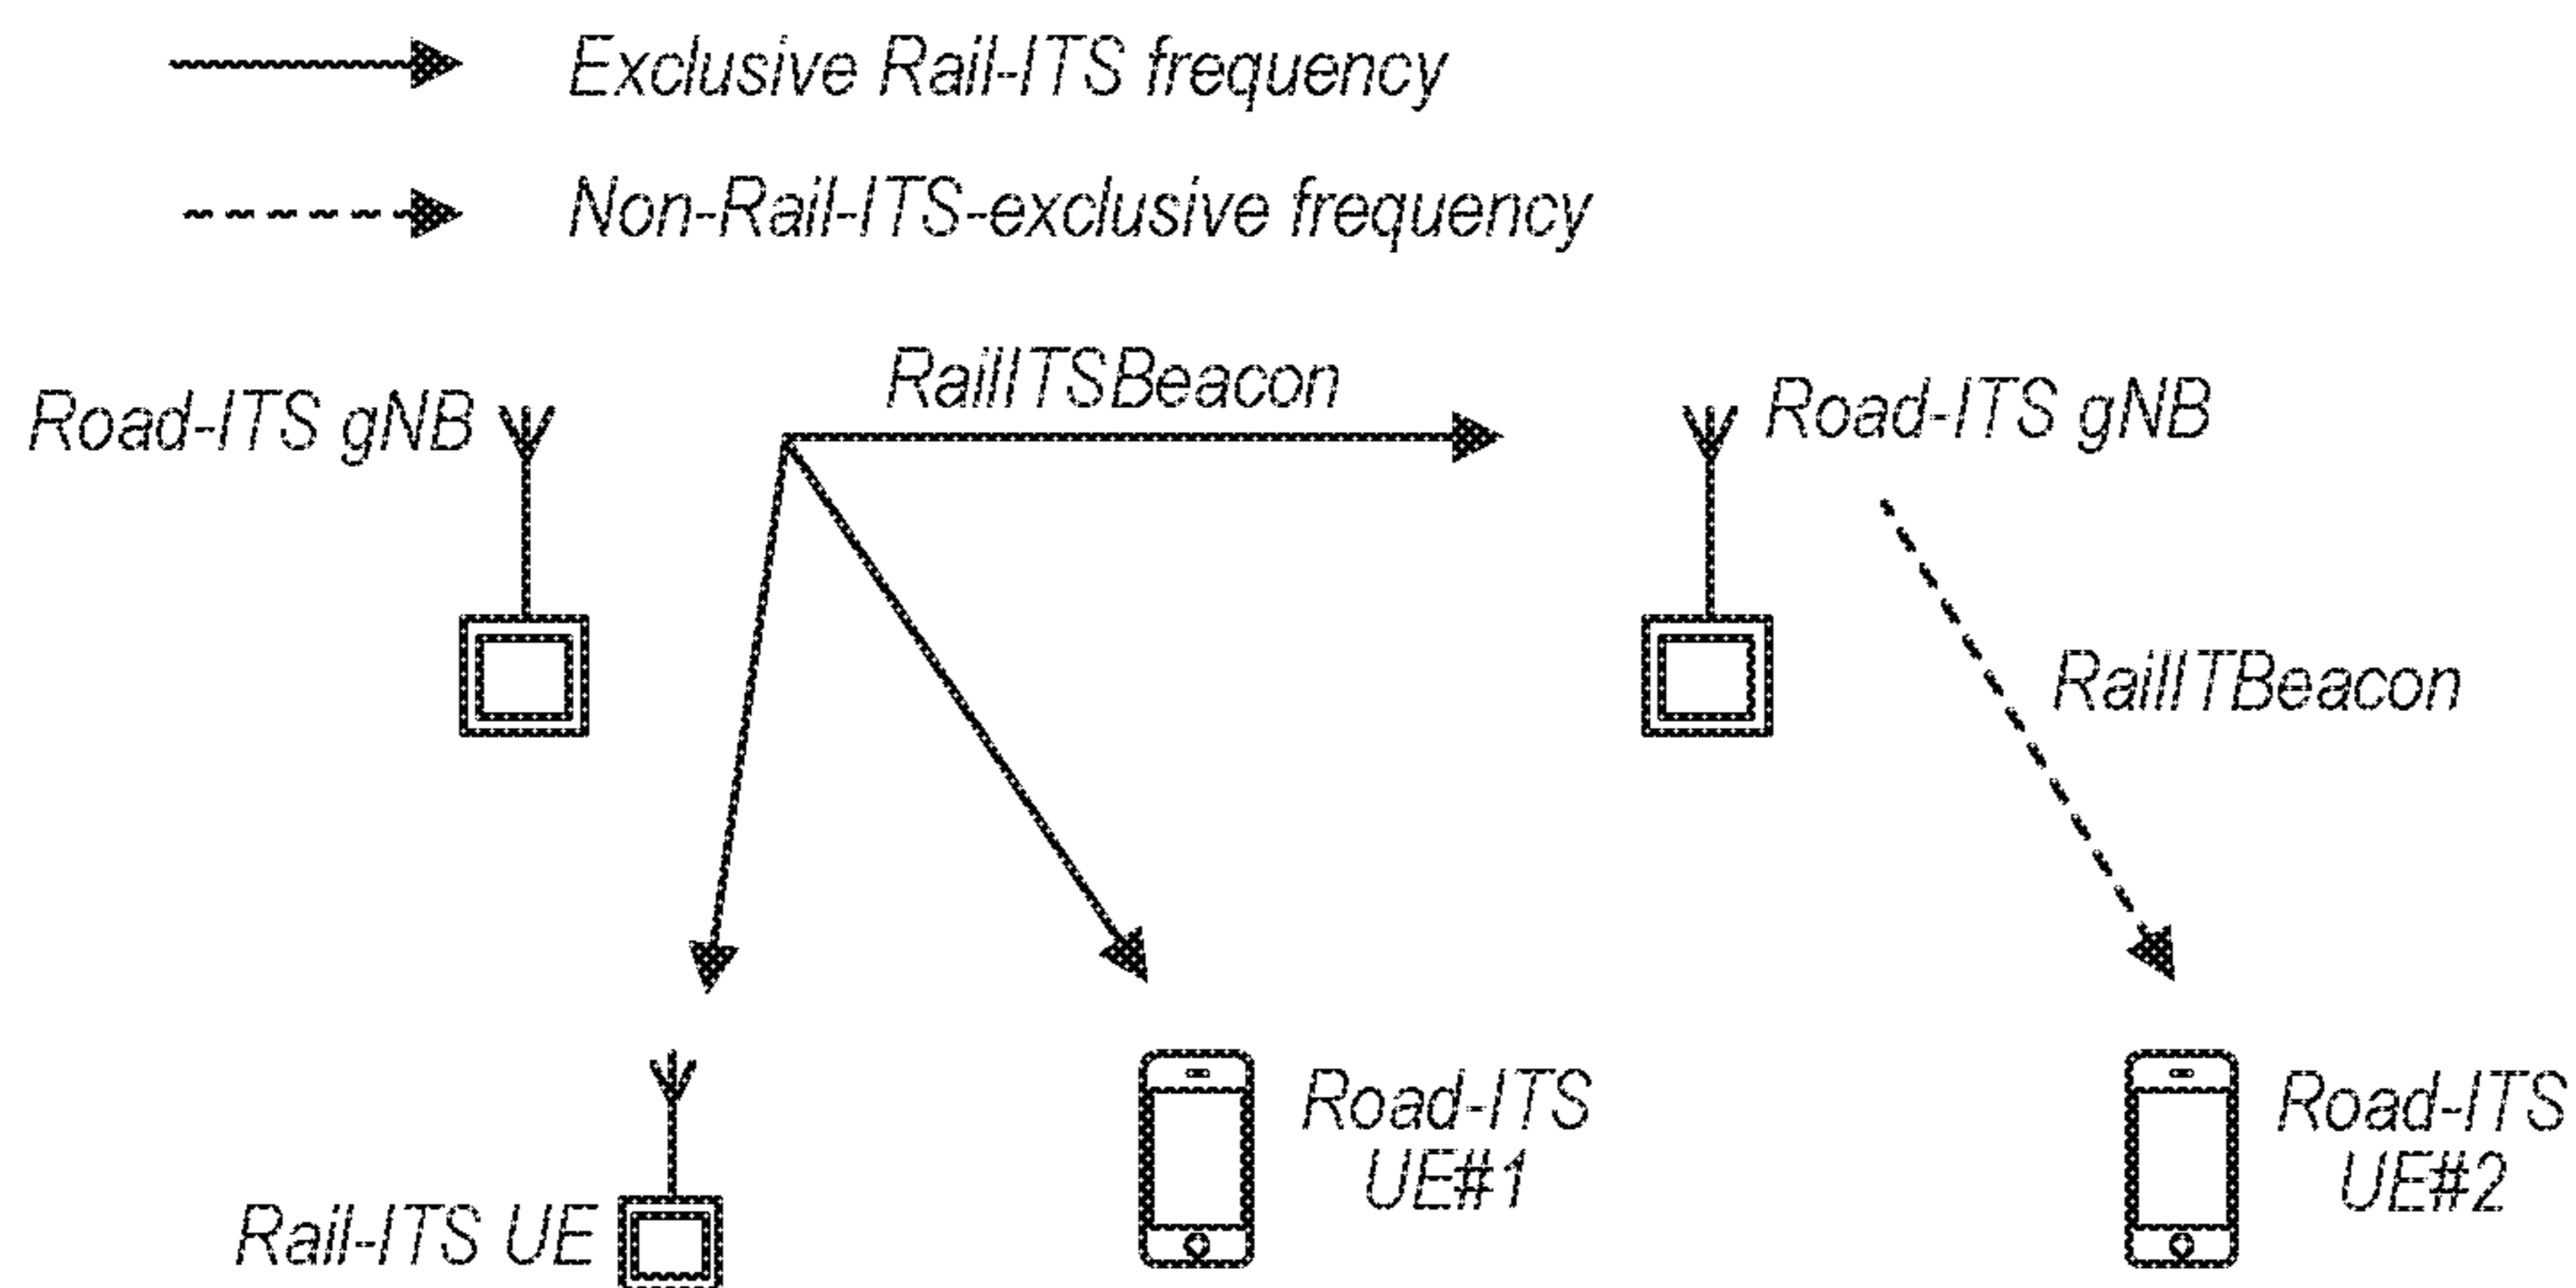 Exclusive Rail-ITS frequency
Non-Rail-ITS-exclusive frequency
RailITSBeacon
Road-ITS gNB
Road-ITS gNB
RailITBeacon
Road-ITS
UE#1
Road-ITS
UE#2
Rail-ITS UE